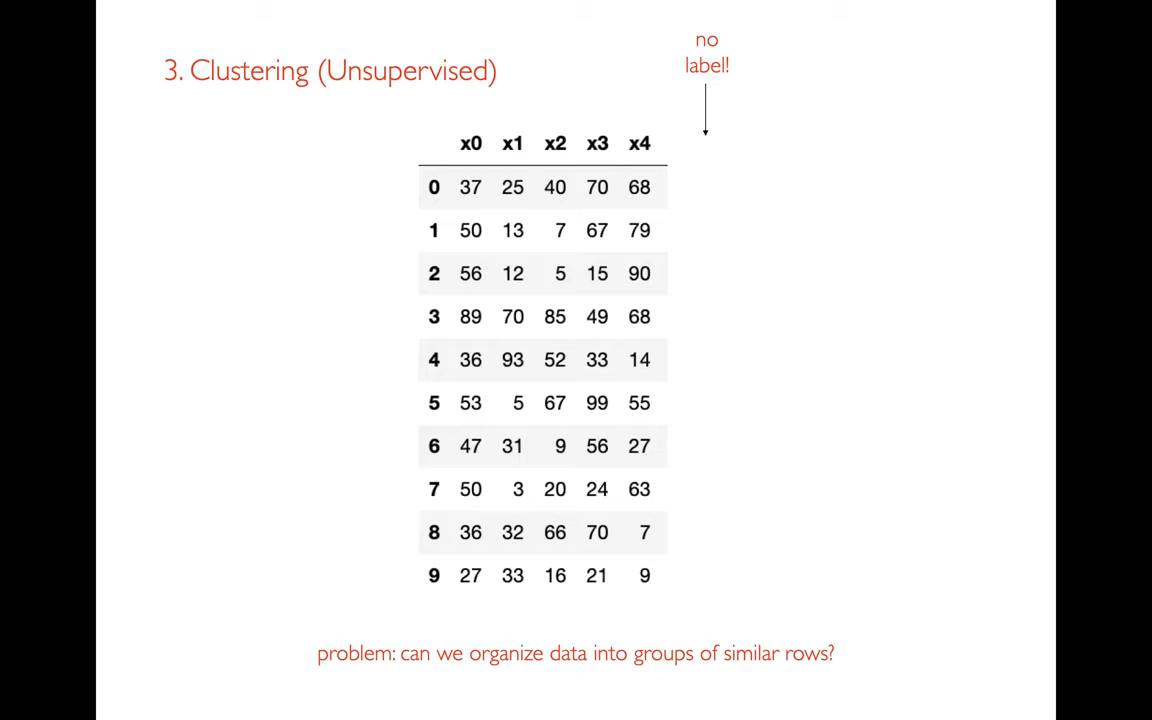 no
label!
3. Clustering (Unsupervised)
x0 x1 x2 x3 x4
0 37 25 40 70 68
1 50 13 7 67 79
2 56 12 5 15 90
3 89 70 85 49 68
4 36 93 52 33 14
5 53 5 67 99 55
6 47 31 9 56 27
7 50 3 20 24 63
8 36 32 66 70 7
9 27 33 16 21 9
problem: can we organize data into groups of similar rows?